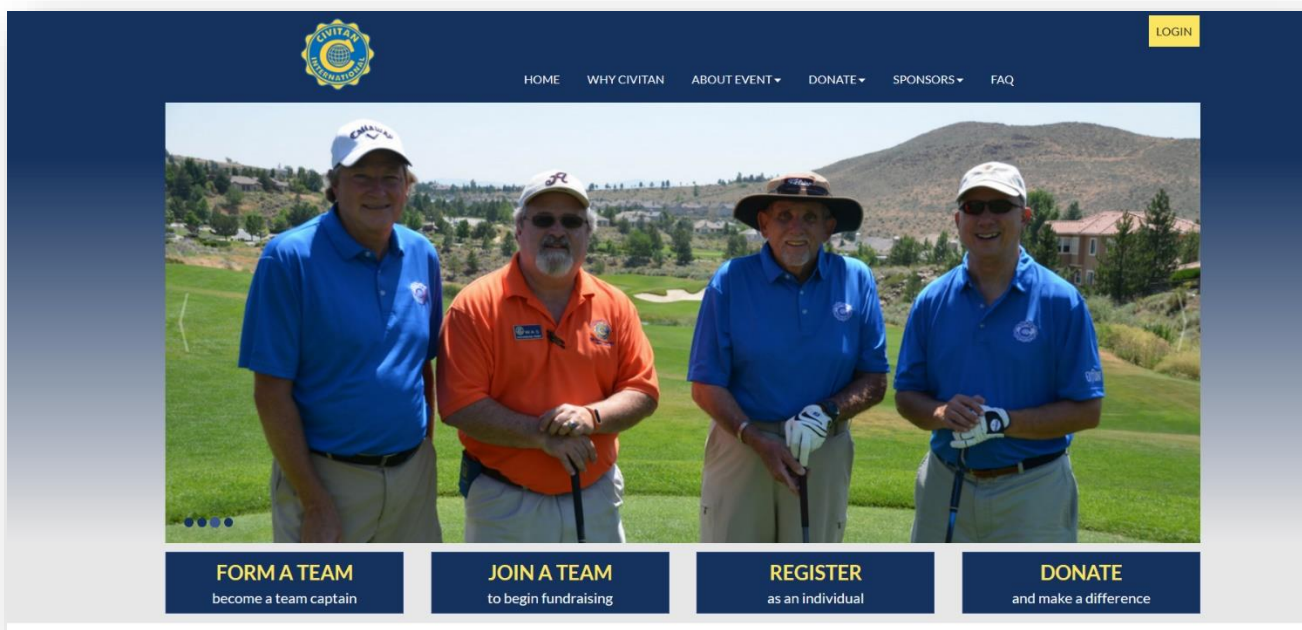 CIVITAN
INTERNATIONAL
LOGIN
HOME WHY CIVITAN ABOUT EVENT DONATE SPONSORS FAQ
Callaway
A
FORM A TEAM
become a team captain
JOIN A TEAM
to begin fundraising
REGISTER
as an individual
DONATE
and make a difference